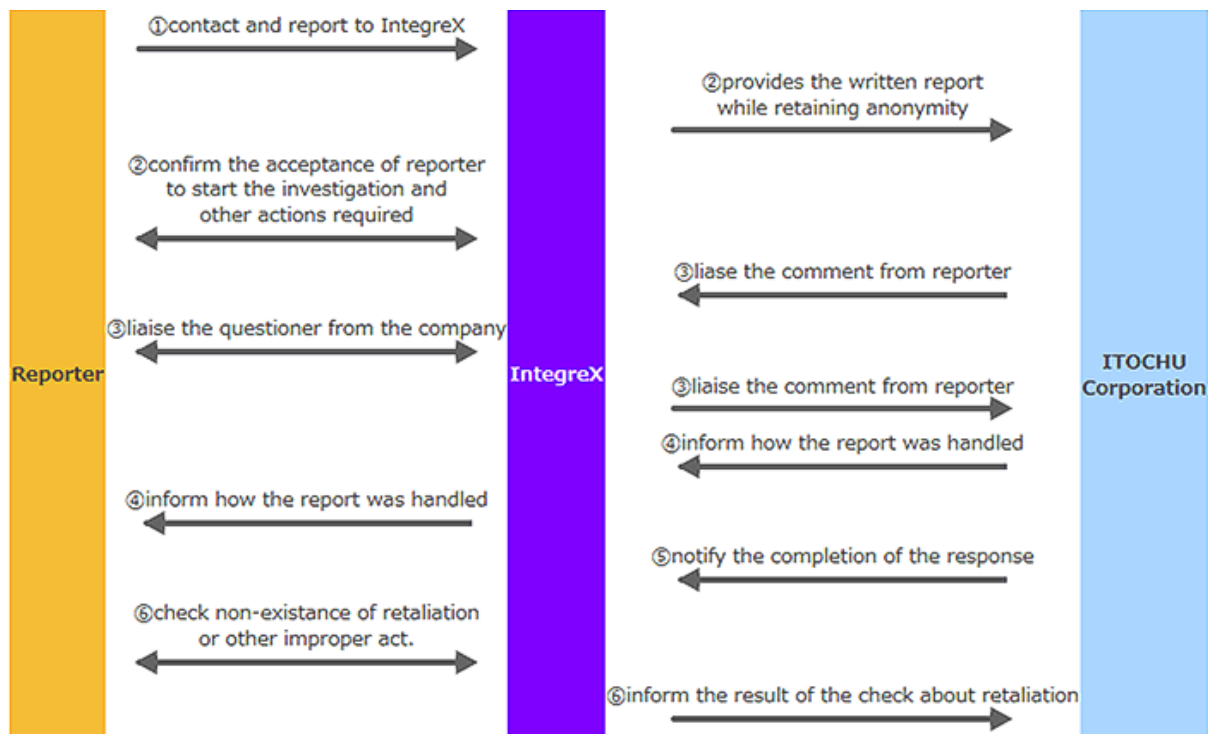 ①contact and report to IntegreX
②provides the written report
while retaining anonymity
②confirm the acceptance of reporter
to start the investigation and
other actions required
③liase the comment from reporter
③liaise the questioner from the company
Reporter
IntegreX
ITOCHU
Corporation
③liaise the comment from reporter
④inform how the report was handled
④inform how the report was handled
⑤notify the completion of the response
⑥check non-existance of retaliation
or other improper act.
⑥inform the result of the check about retaliation